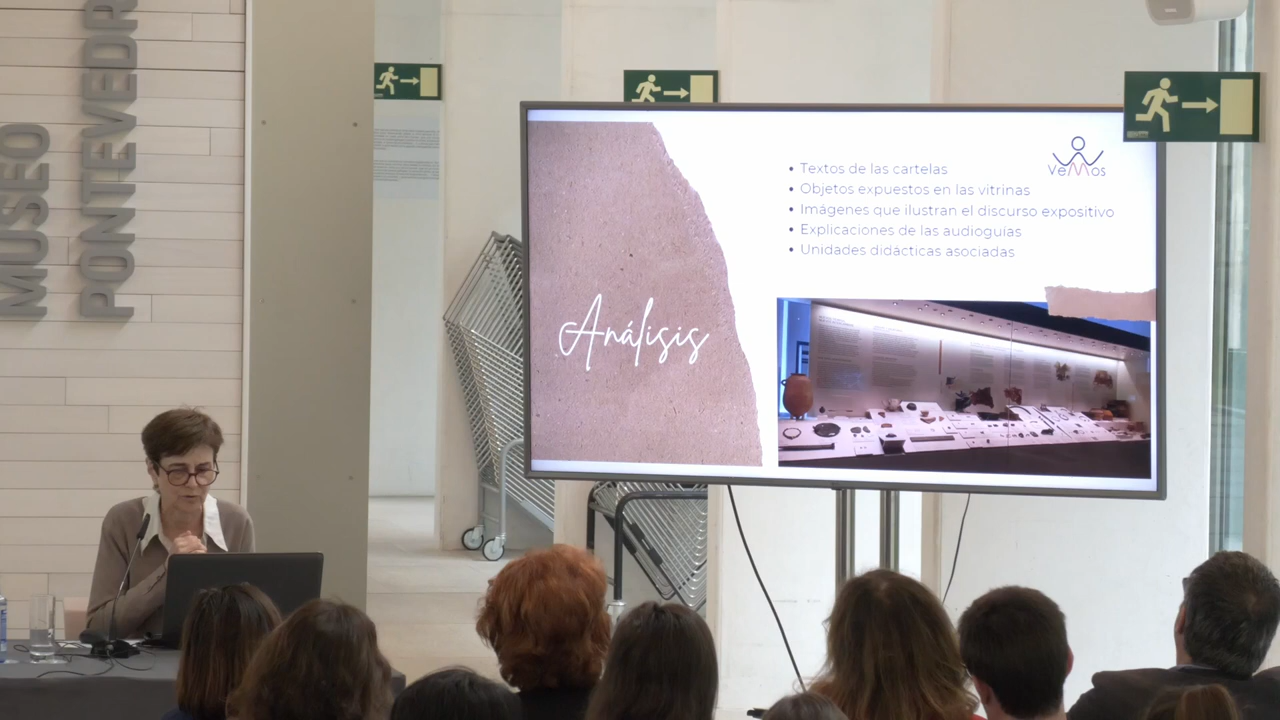 MUSEO
PONTEVEDR
Análisis
VeMos
• Textos de las cartelas
• Objetos expuestos en las vitrinas
• Imágenes que ilustran el discurso expositivo
• Explicaciones de las audioguías
• Unidades didácticas asociadas